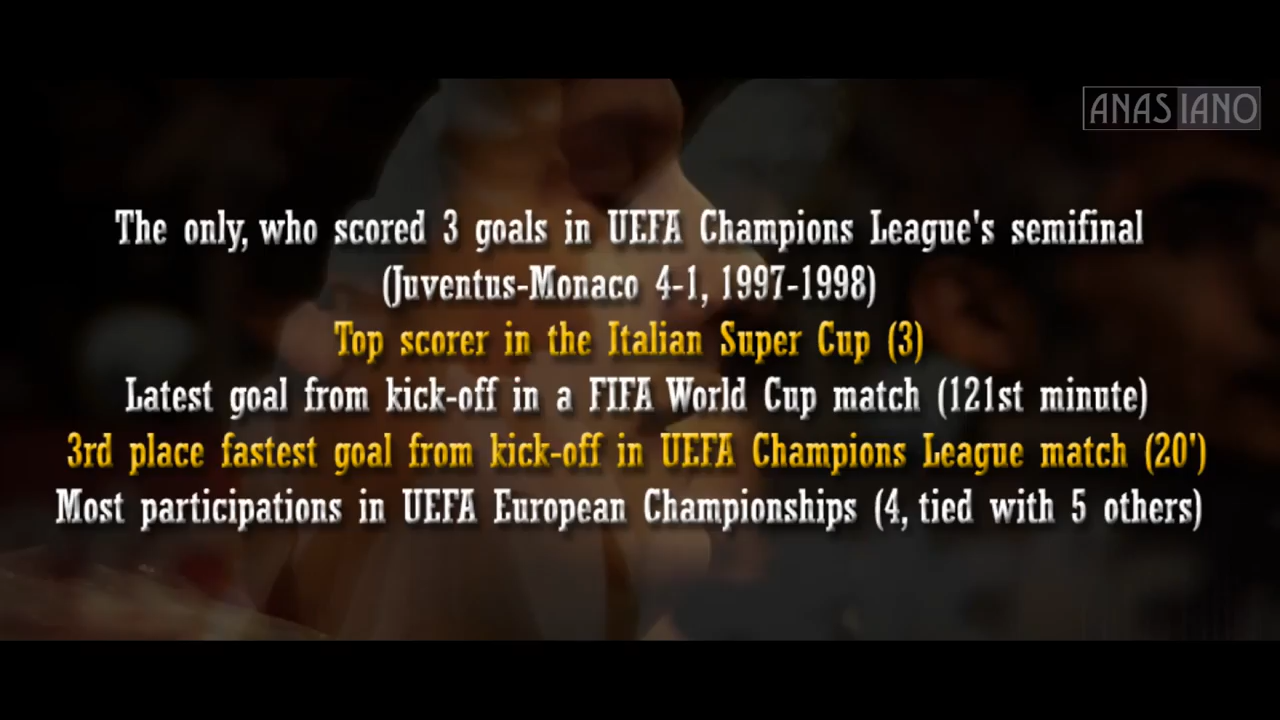 ANASIANO
The only, who scored 3 goals in UEFA Champions League's semifinal
(Juventus-Monaco 4-1, 1997-1998)
Top scorer in the Italian Super Cup (3)
Latest goal from kick-off in a FIFA World Cup match (121st minute)
3rd place fastest goal from kick-off in UEFA Champions League match (20')
Most participations in UEFA European Championships (4, tied with 5 others)